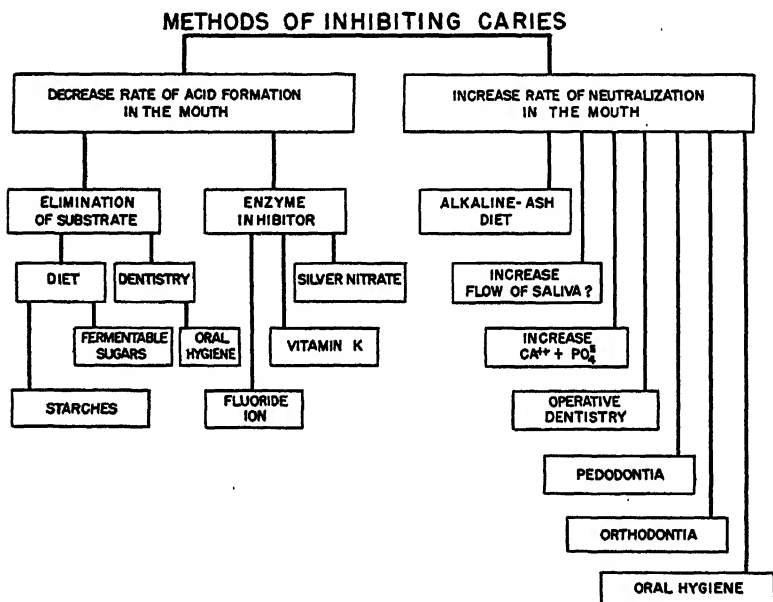 METHODS OF INHIBITING CARIES
DECREASE RATE OF ACID FORMATION
IN THE MOUTH
INCREASE RATE OF NEUTRALIZATION
IN THE MOUTH
ELIMINATION
OF SUBSTRATE
ENZYME
INHIBITOR
ALKALINE-ASH
DIET
DIET
DENTISTRY
SILVER NITRATE
INCREASE
FLOW OF SALIVA?
FERMENTABLE
SUGARS
ORAL
HYGIENE
VITAMIN K
INCREASE
CA⁺⁺ + PO₄≡
STARCHES
FLUORIDE
ION
OPERATIVE
DENTISTRY
PEDODONTIA
ORTHODONTIA
ORAL HYGIENE